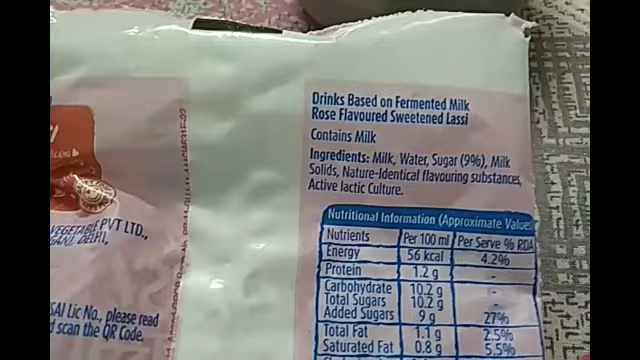 Drinks Based on Fermented Milk
Rose Flavoured Sweetened Lassi
Contains Milk
Ingredients: Milk, Water, Sugar (9%), Milk
Solids, Nature-Identical flavouring substances,
Active lactic Culture.
Nutritional Information (Approximate Values
Nutrients Per 100 ml Per Serve % RDA
Energy 56 kcal 4.2%
Protein 1.2 g -
Carbohydrate 10.2 g -
Total Sugars 10.2 g -
Added Sugars 9 g 27%
Total Fat 1.1 g 2.5%
Saturated Fat 0.8 g 5.5%
VEGETABLE PVT LTD.,
GANJ, DELHI,
SAI Lic No., please read
d scan the QR Code.